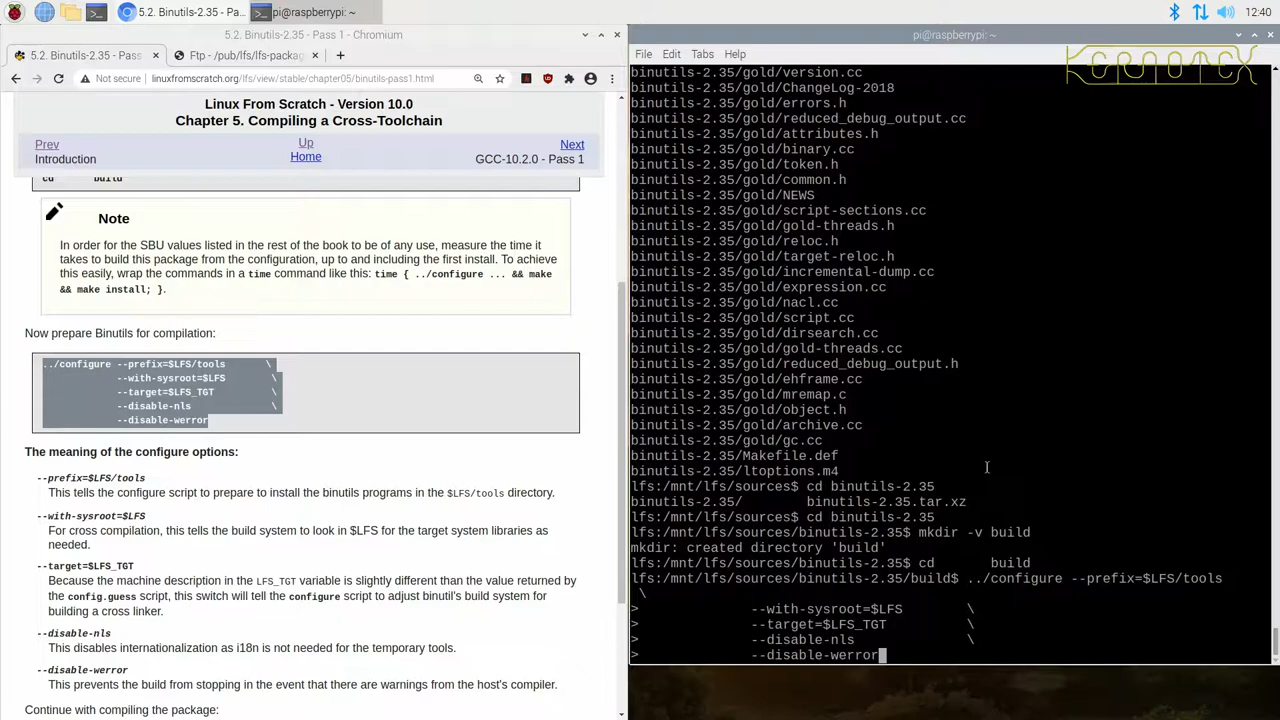 5.2. Binutils-2.35 - Pa...
pi@raspberrypi: ~
12:40
5.2. Binutils-2.35 - Pass 1 - Chromium
5.2. Binutils-2.35 - Pass 1
Ftp - /pub/lfs/lfs-packag
Not secure
linuxfromscratch.org/lfs/view/stable/chapter05/binutils-pass1.html
Linux From Scratch - Version 10.0
Chapter 5. Compiling a Cross-Toolchain
Prev
Up
Next
Introduction
Home
GCC-10.2.0 - Pass 1
cd      build
Note
In order for the SBU values listed in the rest of the book to be of any use, measure the time it
takes to build this package from the configuration, up to and including the first install. To achieve
this easily, wrap the commands in a time command like this: time { ../configure ... && make
&& make install; }.
Now prepare Binutils for compilation:
../configure --prefix=$LFS/tools       \
--with-sysroot=$LFS        \
--target=$LFS_TGT          \
--disable-nls              \
--disable-werror
The meaning of the configure options:
--prefix=$LFS/tools
This tells the configure script to prepare to install the binutils programs in the $LFS/tools directory.
--with-sysroot=$LFS
For cross compilation, this tells the build system to look in $LFS for the target system libraries as
needed.
--target=$LFS_TGT
Because the machine description in the LFS_TGT variable is slightly different than the value returned by
the config.guess script, this switch will tell the configure script to adjust binutil's build system for
building a cross linker.
--disable-nls
This disables internationalization as i18n is not needed for the temporary tools.
--disable-werror
This prevents the build from stopping in the event that there are warnings from the host's compiler.
Continue with compiling the package:
pi@raspberrypi: ~
File Edit Tabs Help
binutils-2.35/gold/version.cc
binutils-2.35/gold/ChangeLog-2018
binutils-2.35/gold/errors.h
binutils-2.35/gold/reduced_debug_output.cc
binutils-2.35/gold/attributes.h
binutils-2.35/gold/binary.cc
binutils-2.35/gold/token.h
binutils-2.35/gold/common.h
binutils-2.35/gold/NEWS
binutils-2.35/gold/script-sections.cc
binutils-2.35/gold/gold-threads.h
binutils-2.35/gold/reloc.h
binutils-2.35/gold/target-reloc.h
binutils-2.35/gold/incremental-dump.cc
binutils-2.35/gold/expression.cc
binutils-2.35/gold/nacl.cc
binutils-2.35/gold/script.cc
binutils-2.35/gold/dirsearch.cc
binutils-2.35/gold/gold-threads.cc
binutils-2.35/gold/reduced_debug_output.h
binutils-2.35/gold/ehframe.cc
binutils-2.35/gold/mremap.c
binutils-2.35/gold/object.h
binutils-2.35/gold/archive.cc
binutils-2.35/gold/gc.cc
binutils-2.35/Makefile.def
binutils-2.35/ltoptions.m4
lfs:/mnt/lfs/sources$ cd binutils-2.35
binutils-2.35/        binutils-2.35.tar.xz
lfs:/mnt/lfs/sources$ cd binutils-2.35
lfs:/mnt/lfs/sources/binutils-2.35$ mkdir -v build
mkdir: created directory 'build'
lfs:/mnt/lfs/sources/binutils-2.35$ cd       build
lfs:/mnt/lfs/sources/binutils-2.35/build$ ../configure --prefix=$LFS/tools
\
>              --with-sysroot=$LFS        \
>              --target=$LFS_TGT          \
>              --disable-nls              \
>              --disable-werror